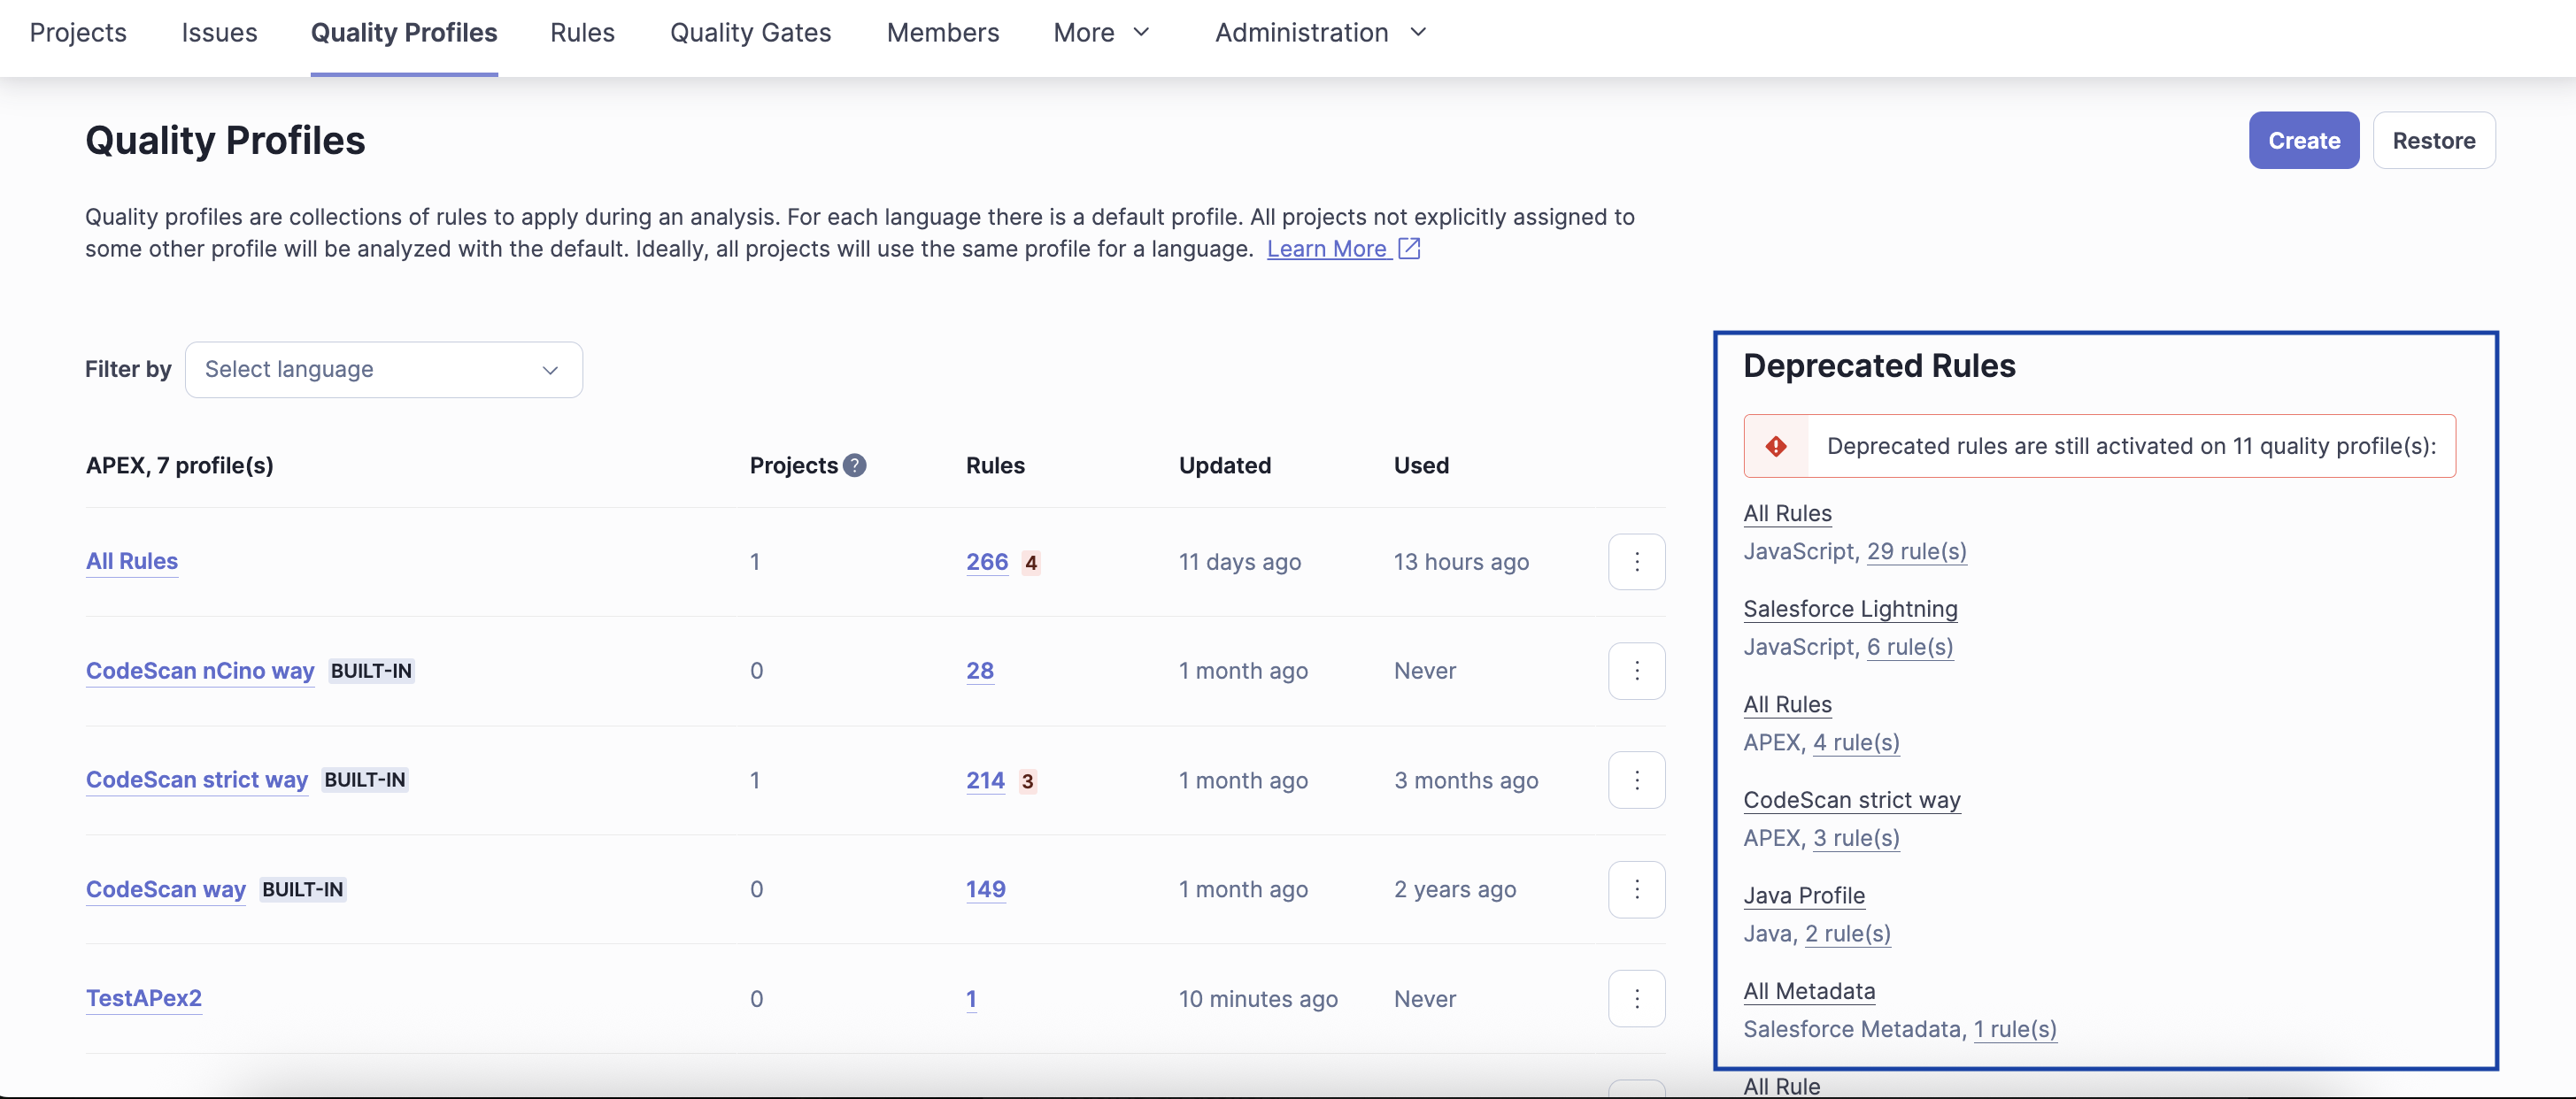 Projects Issues Quality Profiles Rules Quality Gates Members More Administration
Quality Profiles
Create Restore
Quality profiles are collections of rules to apply during an analysis. For each language there is a default profile. All projects not explicitly assigned to
some other profile will be analyzed with the default. Ideally, all projects will use the same profile for a language. Learn More
Filter by Select language
APEX, 7 profile(s) Projects ? Rules Updated Used
All Rules 1 266 4 11 days ago 13 hours ago
CodeScan nCino way BUILT-IN 0 28 1 month ago Never
CodeScan strict way BUILT-IN 1 214 3 1 month ago 3 months ago
CodeScan way BUILT-IN 0 149 1 month ago 2 years ago
TestAPex2 0 1 10 minutes ago Never
Deprecated Rules
Deprecated rules are still activated on 11 quality profile(s):
All Rules
JavaScript, 29 rule(s)
Salesforce Lightning
JavaScript, 6 rule(s)
All Rules
APEX, 4 rule(s)
CodeScan strict way
APEX, 3 rule(s)
Java Profile
Java, 2 rule(s)
All Metadata
Salesforce Metadata, 1 rule(s)
All Rule